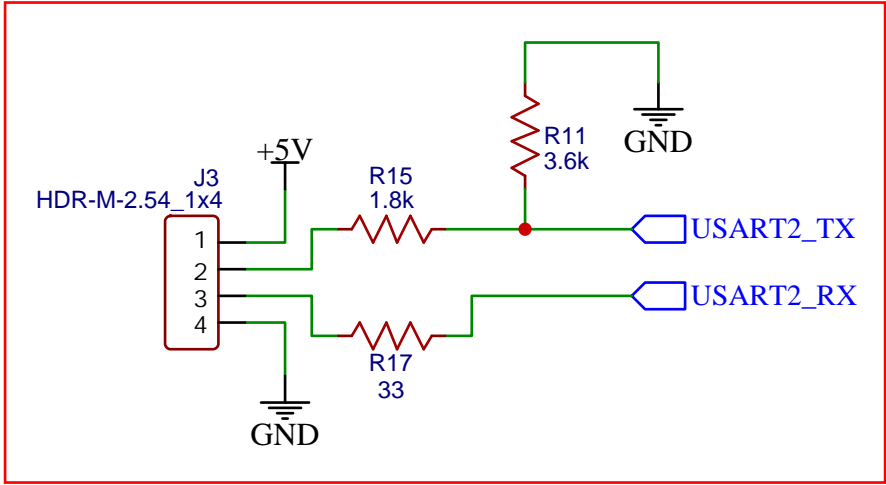 GND
R11
3.6k
+5V
J3
HDR-M-2.54_1x4
R15
1.8k
1
2
3
4
USART2_TX
USART2_RX
R17
33
GND